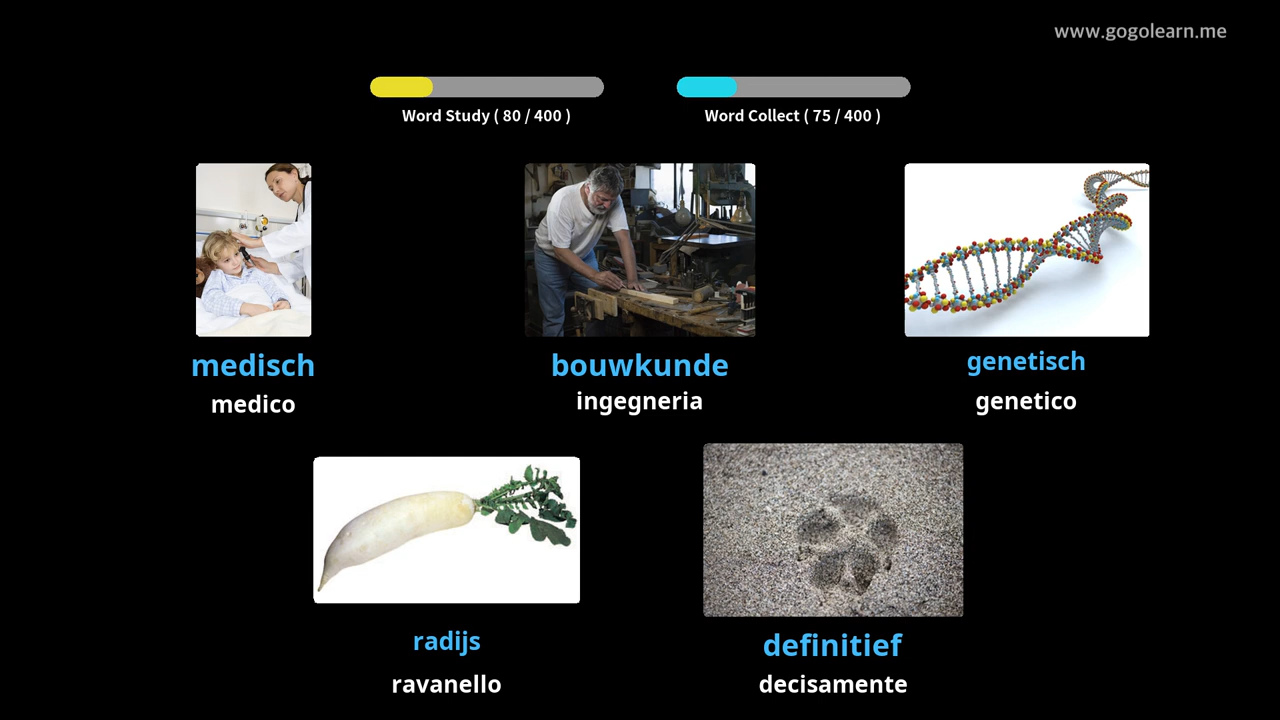 www.gogolearn.me
Word Study ( 80 / 400 )
Word Collect ( 75 / 400 )
medisch
medico
bouwkunde
ingegneria
genetisch
genetico
radijs
ravanello
definitief
decisamente